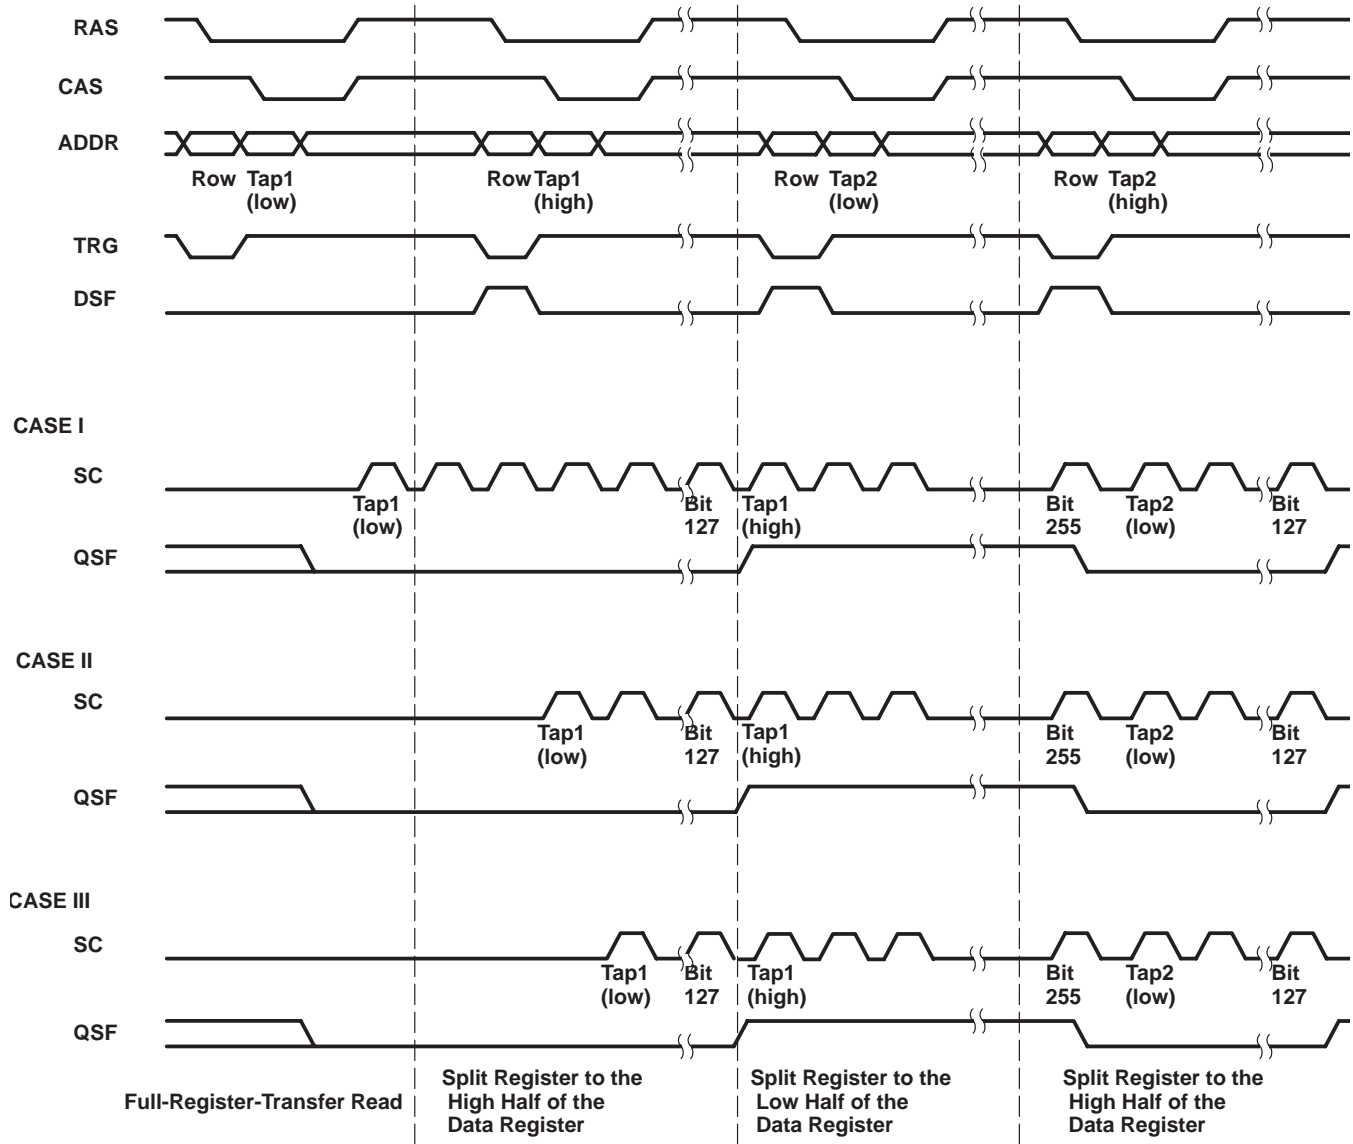 RAS
CAS
ADDR
Row Tap1 Row Tap1 Row Tap2 Row Tap2
(low) (high) (low) (high)
TRG
DSF
CASE I
SC
Tap1 Bit Tap1 Bit Tap2 Bit
(low) 127 (high) 255 (low) 127
QSF
CASE II
SC
Tap1 Bit Tap1 Bit Tap2 Bit
(low) 127 (high) 255 (low) 127
QSF
CASE III
SC
Tap1 Bit Tap1 Bit Tap2 Bit
(low) 127 (high) 255 (low) 127
QSF
Full-Register-Transfer Read
Split Register to the
High Half of the
Data Register
Split Register to the
Low Half of the
Data Register
Split Register to the
High Half of the
Data Register